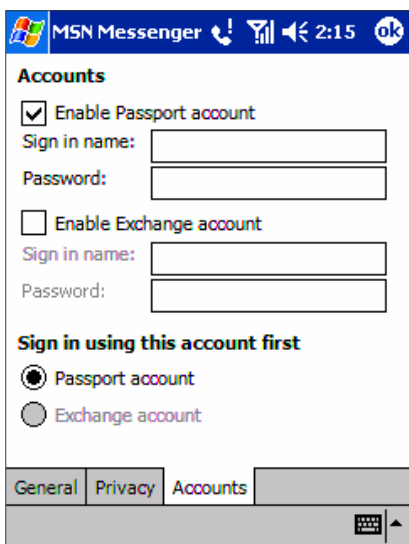 MSN Messenger 2:15 ok
Accounts
Enable Passport account
Sign in name:
Password:
Enable Exchange account
Sign in name:
Password:
Sign in using this account first
Passport account
Exchange account
General Privacy Accounts